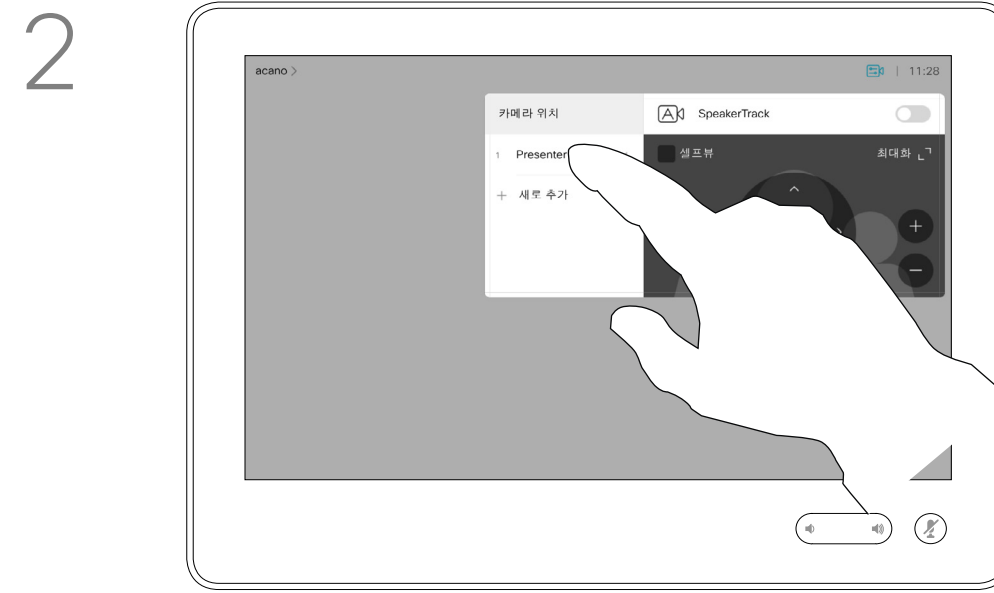 2
acano >
11:28
카메라 위치
SpeakerTrack
1 Presenter
셀프뷰
최대화
+ 새로 추가